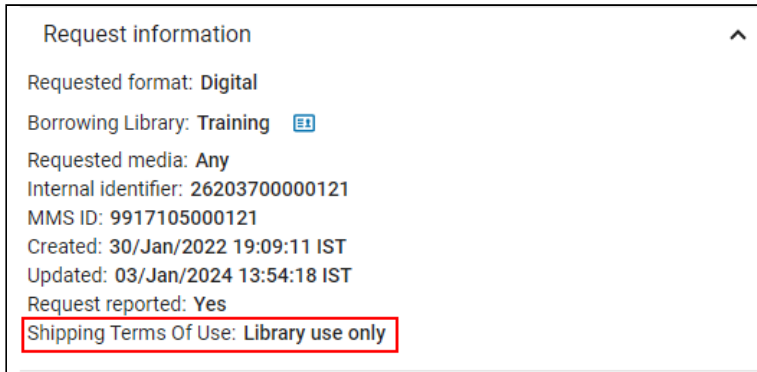 Request information
Requested format: Digital
Borrowing Library: Training
Requested media: Any
Internal identifier: 26203700000121
MMS ID: 9917105000121
Created: 30/Jan/2022 19:09:11 IST
Updated: 03/Jan/2024 13:54:18 IST
Request reported: Yes
Shipping Terms Of Use: Library use only